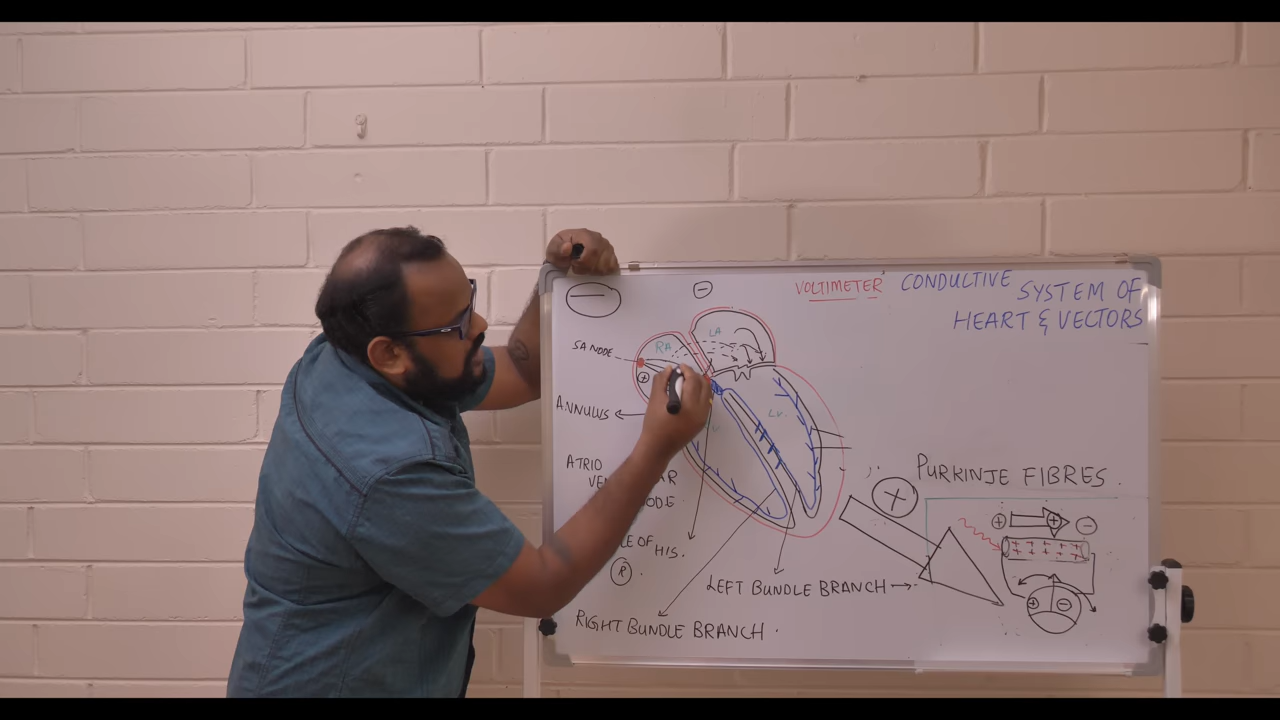 VOLTIMETER CONDUCTIVE
SYSTEM OF
HEART & VECTORS
−
−
LA
RA
SA NODE
+
ANNULUS
LV
ATRIO
PURKINJE FIBRES.
+
+ + −
HIS.
R
LEFT BUNDLE BRANCH
+ −
RIGHT BUNDLE BRANCH